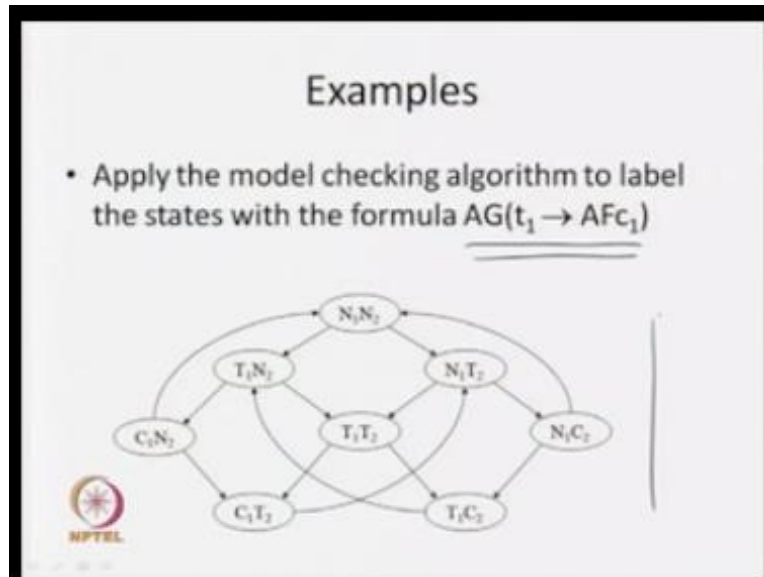 Examples
• Apply the model checking algorithm to label
the states with the formula AG(t₁ → AFc₁)
N₁N₂
T₁N₂
N₁T₂
C₁N₂
T₁T₂
N₁C₂
C₁T₂
T₁C₂
NPTEL